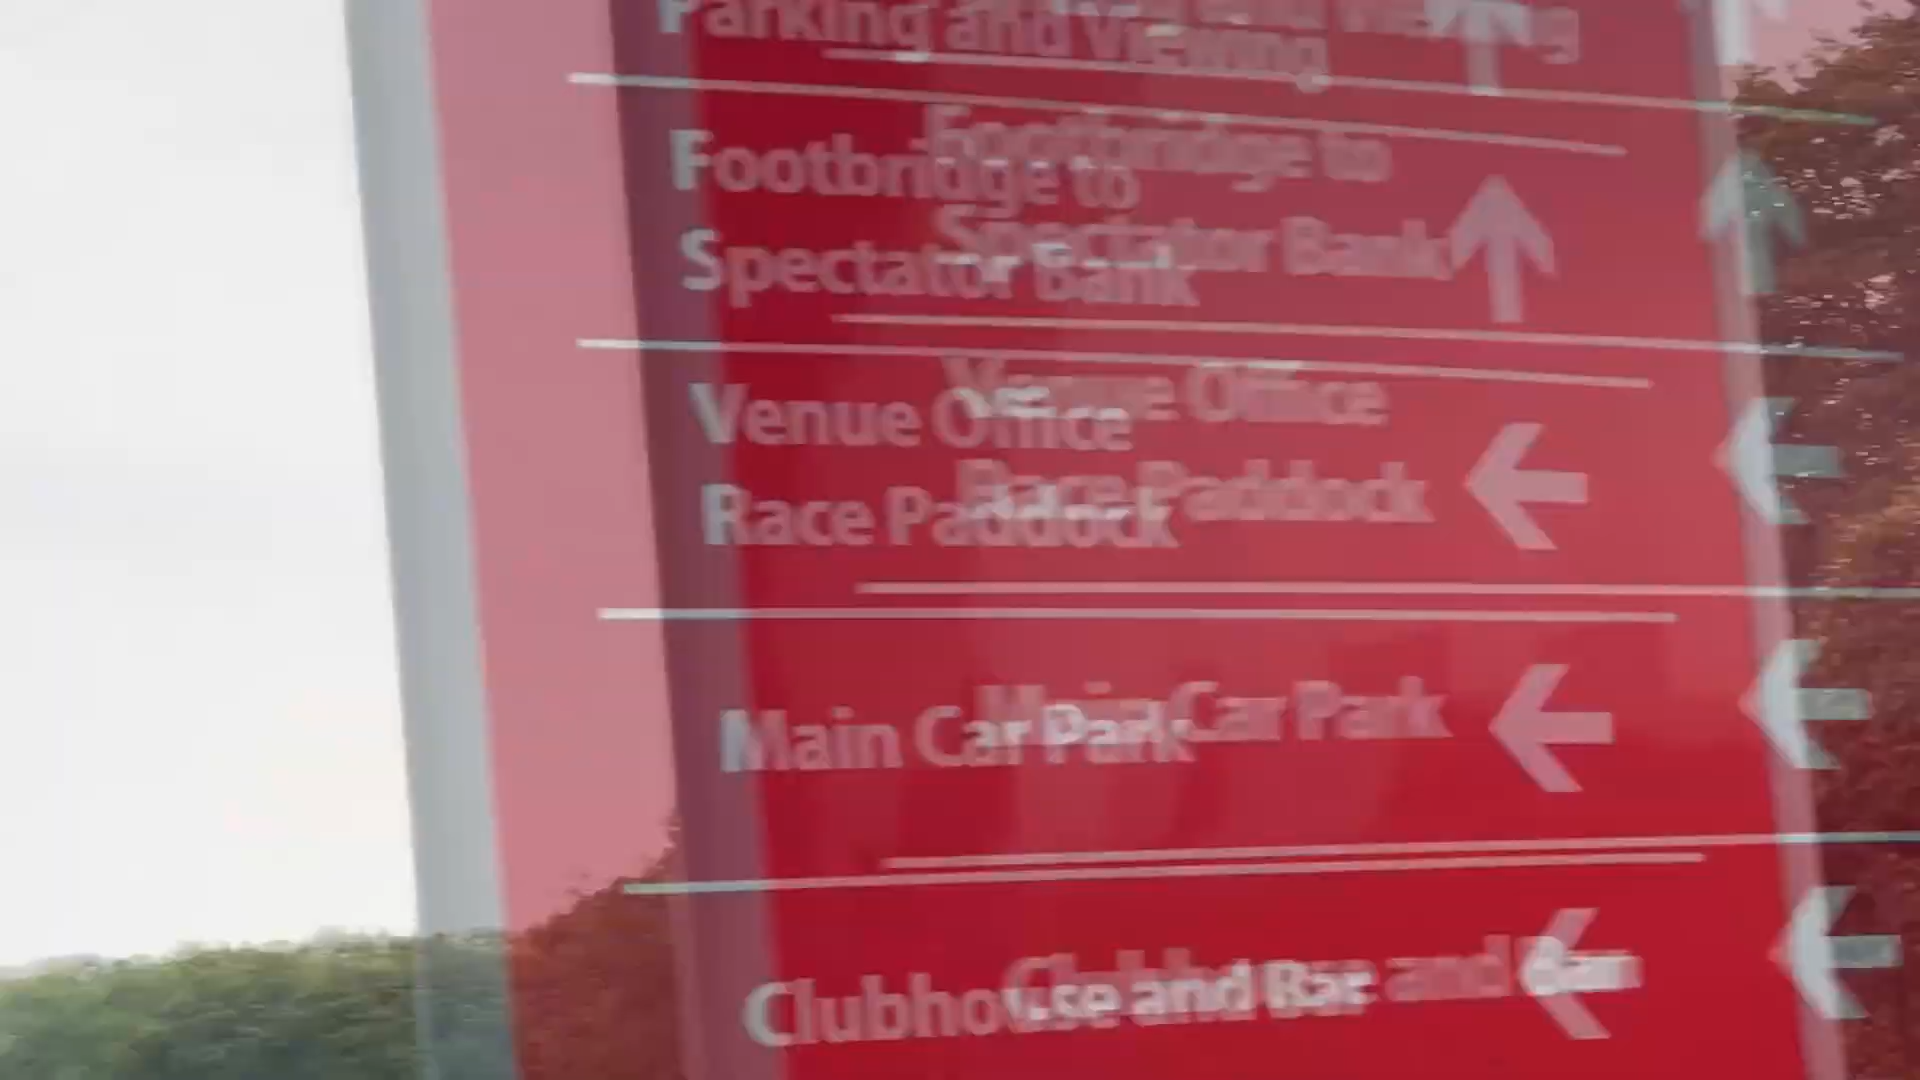 Parking and Viewing
Footbridge to
Spectator Bank
Venue Office
Race Paddock
Main Car Park
Clubhouse and Bar